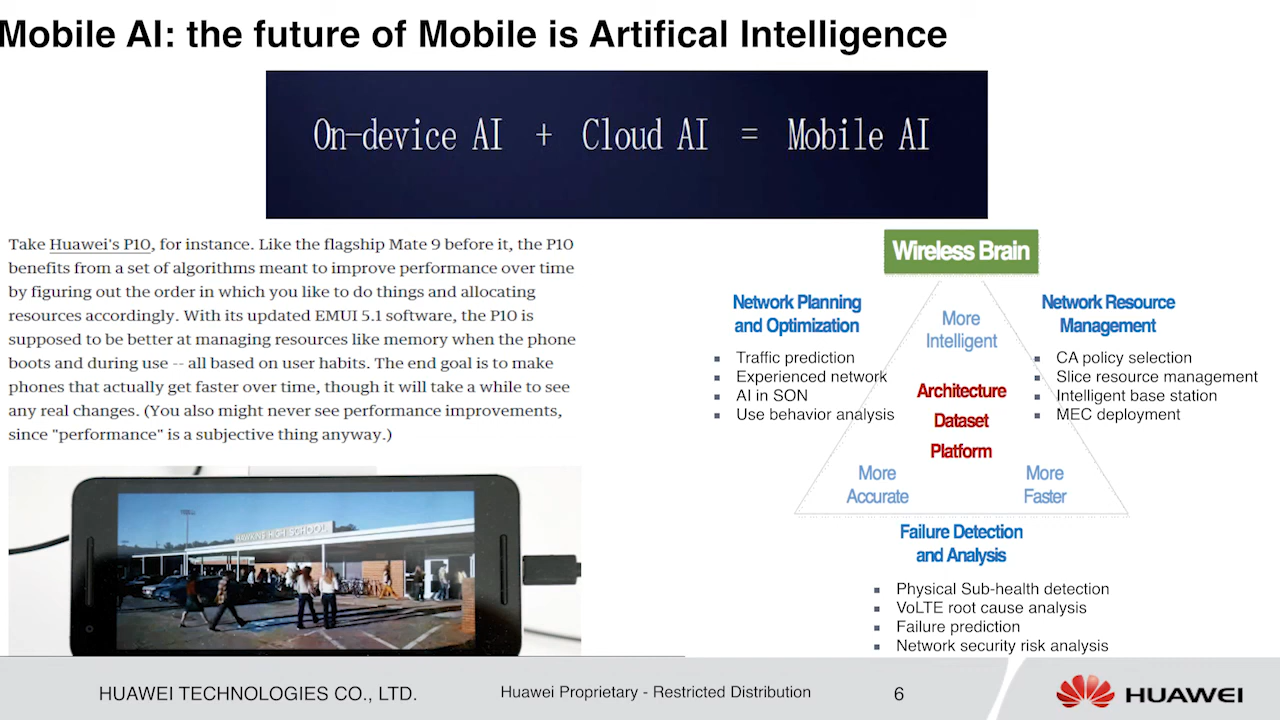 Mobile AI: the future of Mobile is Artifical Intelligence
On-device AI + Cloud AI = Mobile AI
Take Huawei's P10, for instance. Like the flagship Mate 9 before it, the P10
benefits from a set of algorithms meant to improve performance over time
by figuring out the order in which you like to do things and allocating
resources accordingly. With its updated EMUI 5.1 software, the P10 is
supposed to be better at managing resources like memory when the phone
boots and during use -- all based on user habits. The end goal is to make
phones that actually get faster over time, though it will take a while to see
any real changes. (You also might never see performance improvements,
since "performance" is a subjective thing anyway.)
HAWKINS HIGH SCHOOL
Wireless Brain
Network Planning
and Optimization
▪ Traffic prediction
▪ Experienced network
▪ AI in SON
▪ Use behavior analysis
More
Intelligent
Architecture
Dataset
Platform
More
Accurate
More
Faster
Network Resource
Management
▪ CA policy selection
▪ Slice resource management
▪ Intelligent base station
▪ MEC deployment
Failure Detection
and Analysis
▪ Physical Sub-health detection
▪ VoLTE root cause analysis
▪ Failure prediction
▪ Network security risk analysis
HUAWEI TECHNOLOGIES CO., LTD.
Huawei Proprietary - Restricted Distribution
6
HUAWEI